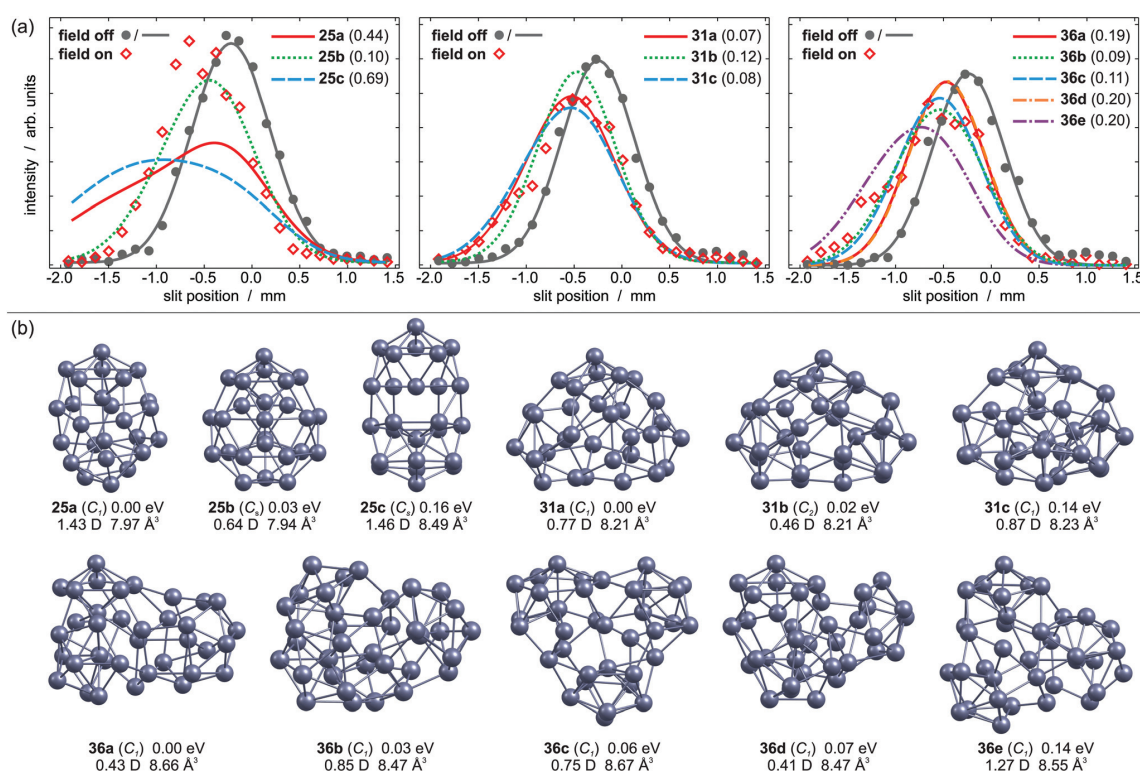 (a)
field off ● / —
field on ◇
25a (0.44)
25b (0.10)
25c (0.69)
field off ● / —
field on ◇
31a (0.07)
31b (0.12)
31c (0.08)
field off ● / —
field on ◇
36a (0.19)
36b (0.09)
36c (0.11)
36d (0.20)
36e (0.20)
intensity / arb. units
-2.0 -1.5 -1.0 -0.5 0.0 0.5 1.0 1.5
-2.0 -1.5 -1.0 -0.5 0.0 0.5 1.0 1.5
-2.0 -1.5 -1.0 -0.5 0.0 0.5 1.0 1.5
slit position / mm
slit position / mm
slit position / mm
(b)
25a (C₁) 0.00 eV
1.43 D 7.97 Å³
25b (Cₛ) 0.03 eV
0.64 D 7.94 Å³
25c (Cₛ) 0.16 eV
1.46 D 8.49 Å³
31a (C₁) 0.00 eV
0.77 D 8.21 Å³
31b (C₂) 0.02 eV
0.46 D 8.21 Å³
31c (C₁) 0.14 eV
0.87 D 8.23 Å³
36a (C₁) 0.00 eV
0.43 D 8.66 Å³
36b (C₁) 0.03 eV
0.85 D 8.47 Å³
36c (C₁) 0.06 eV
0.75 D 8.67 Å³
36d (C₁) 0.07 eV
0.41 D 8.47 Å³
36e (C₁) 0.14 eV
1.27 D 8.55 Å³